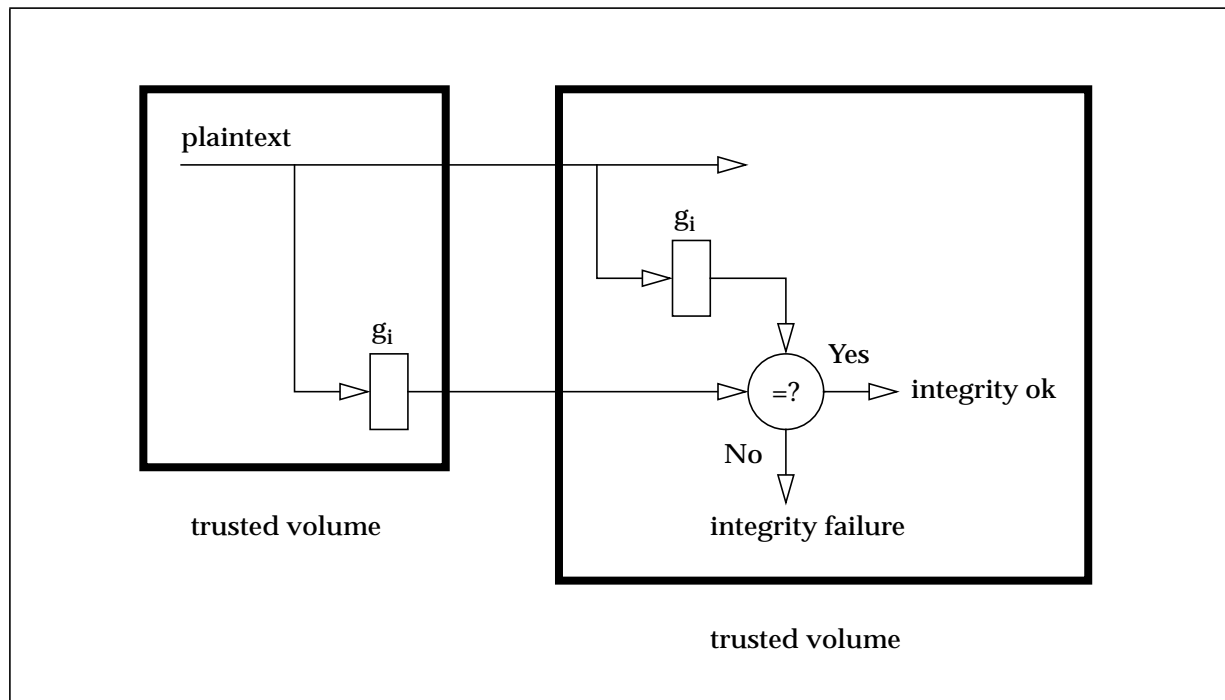 plaintext
gi
gi
Yes
=?
integrity ok
No
trusted volume
integrity failure
trusted volume